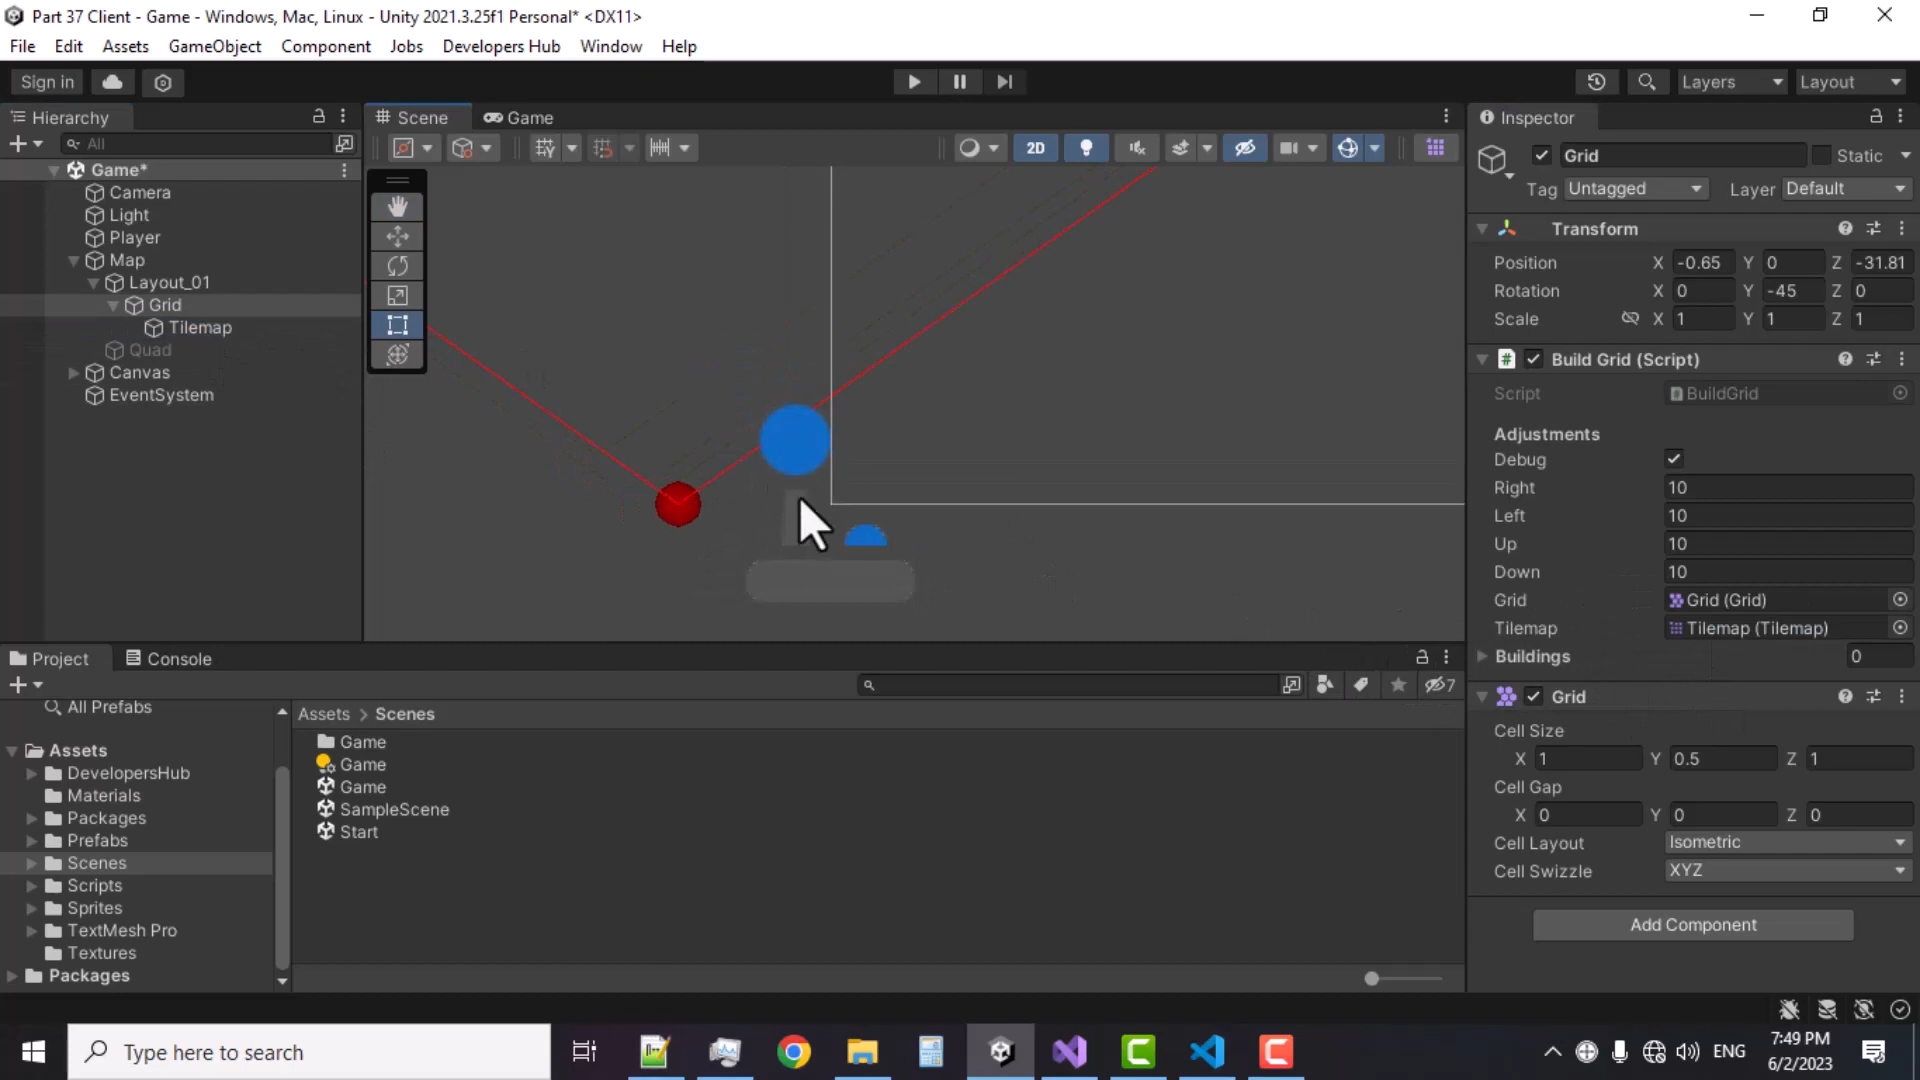 Part 37 Client - Game - Windows, Mac, Linux - Unity 2021.3.25f1 Personal* <DX11>
File Edit Assets GameObject Component Jobs Developers Hub Window Help
Sign in Layers Layout
Hierarchy
All
Game*
Camera
Light
Player
Map
Layout_01
Grid
Tilemap
Quad
Canvas
EventSystem
Scene Game
2D
Inspector
Grid Static
Tag Untagged Layer Default
Transform
Position X -0.65 Y 0 Z -31.81
Rotation X 0 Y -45 Z 0
Scale X 1 Y 1 Z 1
Build Grid (Script)
Script BuildGrid
Adjustments
Debug
Right 10
Left 10
Up 10
Down 10
Grid Grid (Grid)
Tilemap Tilemap (Tilemap)
Buildings 0
Grid
Cell Size
X 1 Y 0.5 Z 1
Cell Gap
X 0 Y 0 Z 0
Cell Layout Isometric
Cell Swizzle XYZ
Add Component
Project Console
7
All Prefabs
Assets
DevelopersHub
Materials
Packages
Prefabs
Scenes
Scripts
Sprites
TextMesh Pro
Textures
Packages
Assets > Scenes
Game
Game
Game
SampleScene
Start
Type here to search
ENG
7:49 PM
6/2/2023